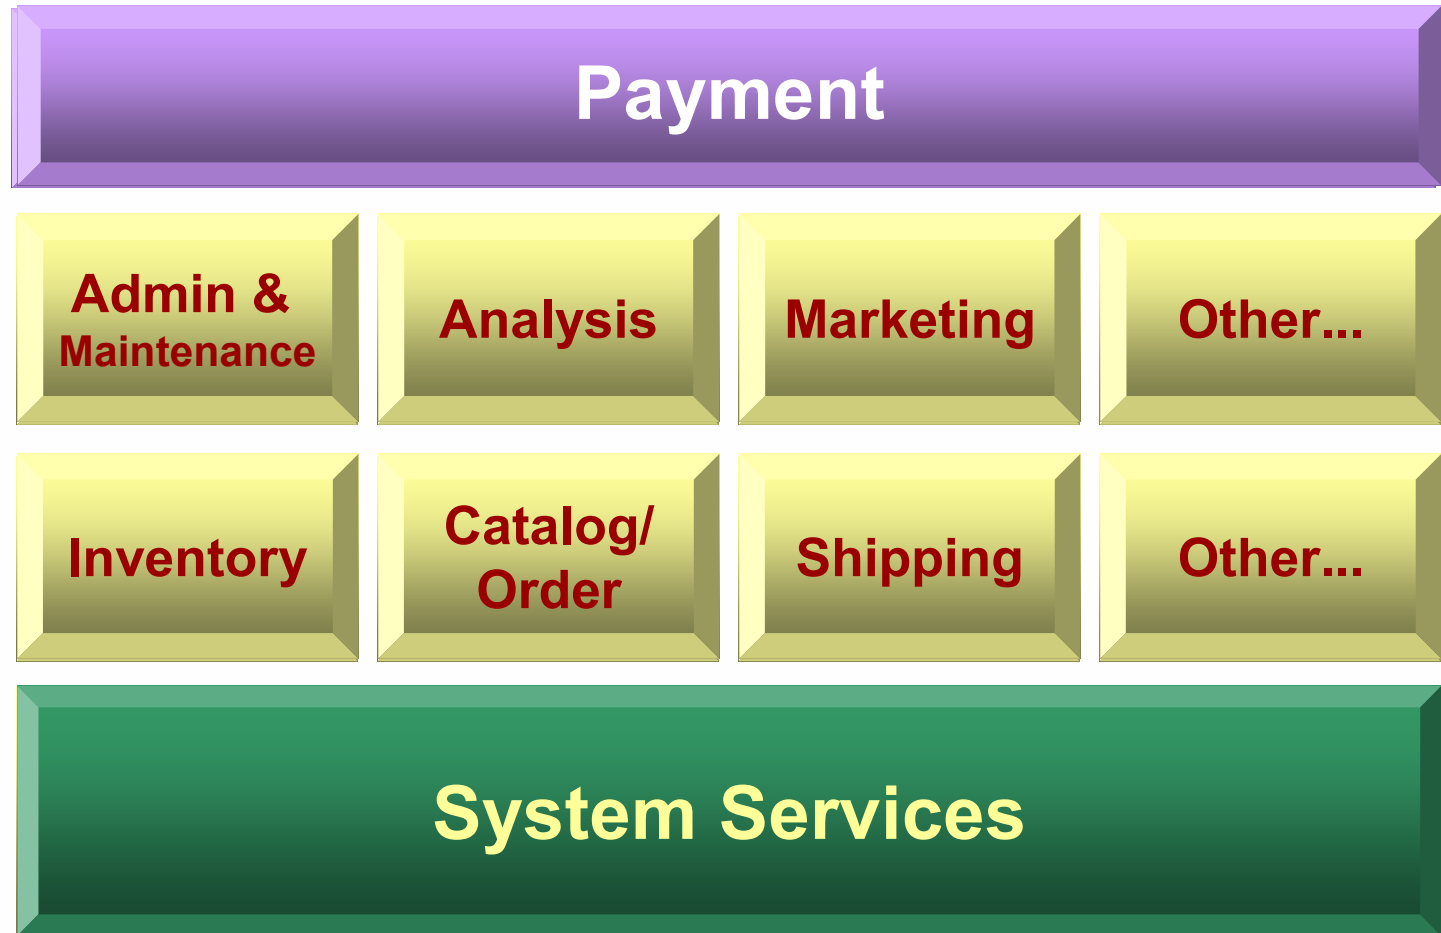 Payment
Admin &
Maintenance
Analysis
Marketing
Other...
Inventory
Catalog/
Order
Shipping
Other...
System Services